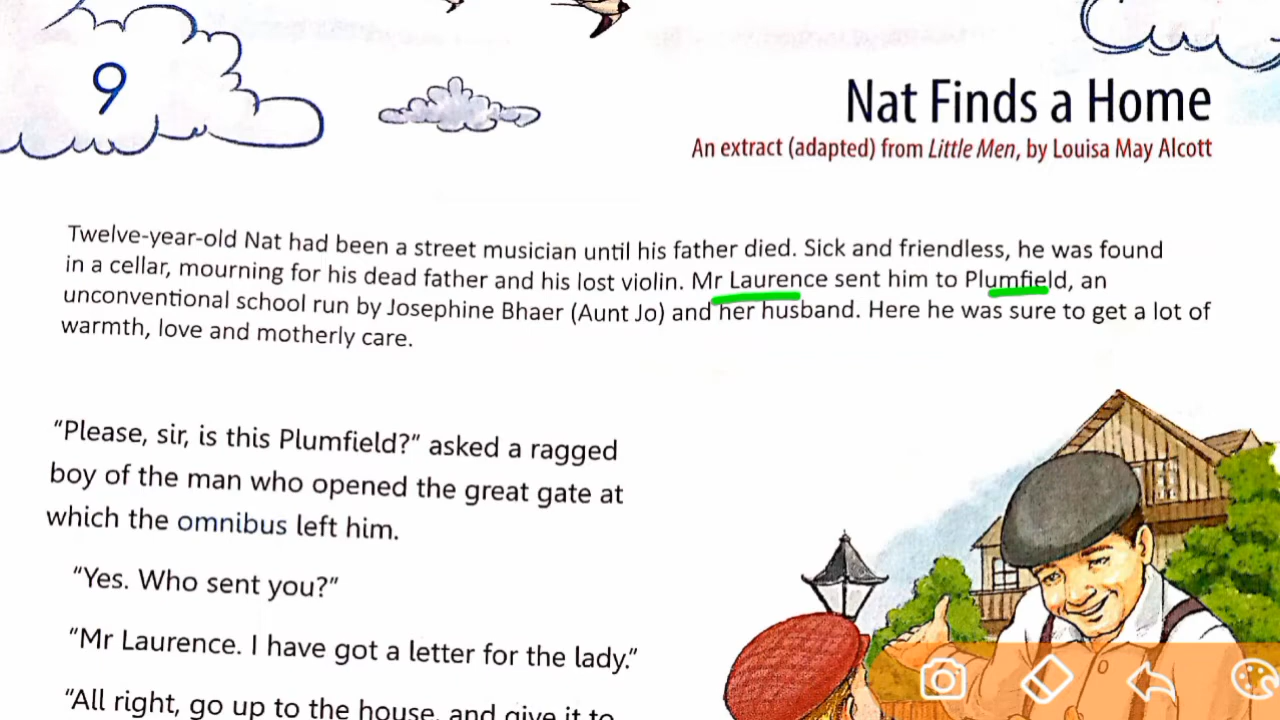 9
Nat Finds a Home
An extract (adapted) from Little Men, by Louisa May Alcott
Twelve-year-old Nat had been a street musician until his father died. Sick and friendless, he was found
in a cellar, mourning for his dead father and his lost violin. Mr Laurence sent him to Plumfield, an
unconventional school run by Josephine Bhaer (Aunt Jo) and her husband. Here he was sure to get a lot of
warmth, love and motherly care.
“Please, sir, is this Plumfield?” asked a ragged
boy of the man who opened the great gate at
which the omnibus left him.
“Yes. Who sent you?”
“Mr Laurence. I have got a letter for the lady.”
“All right, go up to the house, and give it to